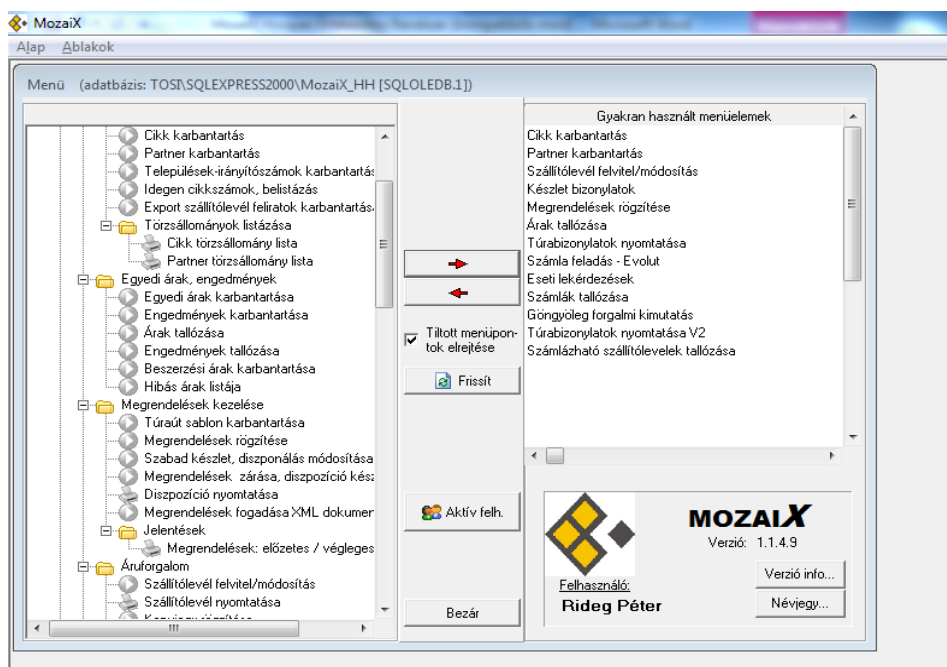 MozaiX
Alap Ablakok
Menü (adatbázis: TOSI\SQLEXPRESS2000\MozaiX_HH [SQLOLEDB.1])
Cikk karbantartás
Partner karbantartás
Települések-irányítószámok karbantartás
Idegen cikkszámok, belistázás
Export szállítólevél feliratok karbantartás
Törzsállományok listázása
Cikk törzsállomány lista
Partner törzsállomány lista
Egyedi árak, engedmények
Egyedi árak karbantartása
Engedmények karbantartása
Árak tallózása
Engedmények tallózása
Beszerzési árak karbantartása
Hibás árak listája
Megrendelések kezelése
Túraút sablon karbantartása
Megrendelések rögzítése
Szabad készlet, diszponálás módosítása
Megrendelések zárása, diszpozíció kész
Diszpozíció nyomtatása
Megrendelések fogadása XML dokumen
Jelentések
Megrendelések: előzetes / végleges
Áruforgalom
Szállítólevél felvitel/módosítás
Szállítólevél nyomtatása
Tiltott menüpon-
tok elrejtése
Frissít
Aktív felh.
Bezár
Gyakran használt menüelemek
Cikk karbantartás
Partner karbantartás
Szállítólevél felvitel/módosítás
Készlet bizonylatok
Megrendelések rögzítése
Árak tallózása
Túrabizonylatok nyomtatása
Számla feladás - Evolut
Eseti lekérdezések
Számlák tallózása
Göngyöleg forgalmi kimutatás
Túrabizonylatok nyomtatása V2
Számlázható szállítólevelek tallózása
MOZAIX
Verzió: 1.1.4.9
Verzió info...
Felhasználó:
Rideg Péter
Névjegy...